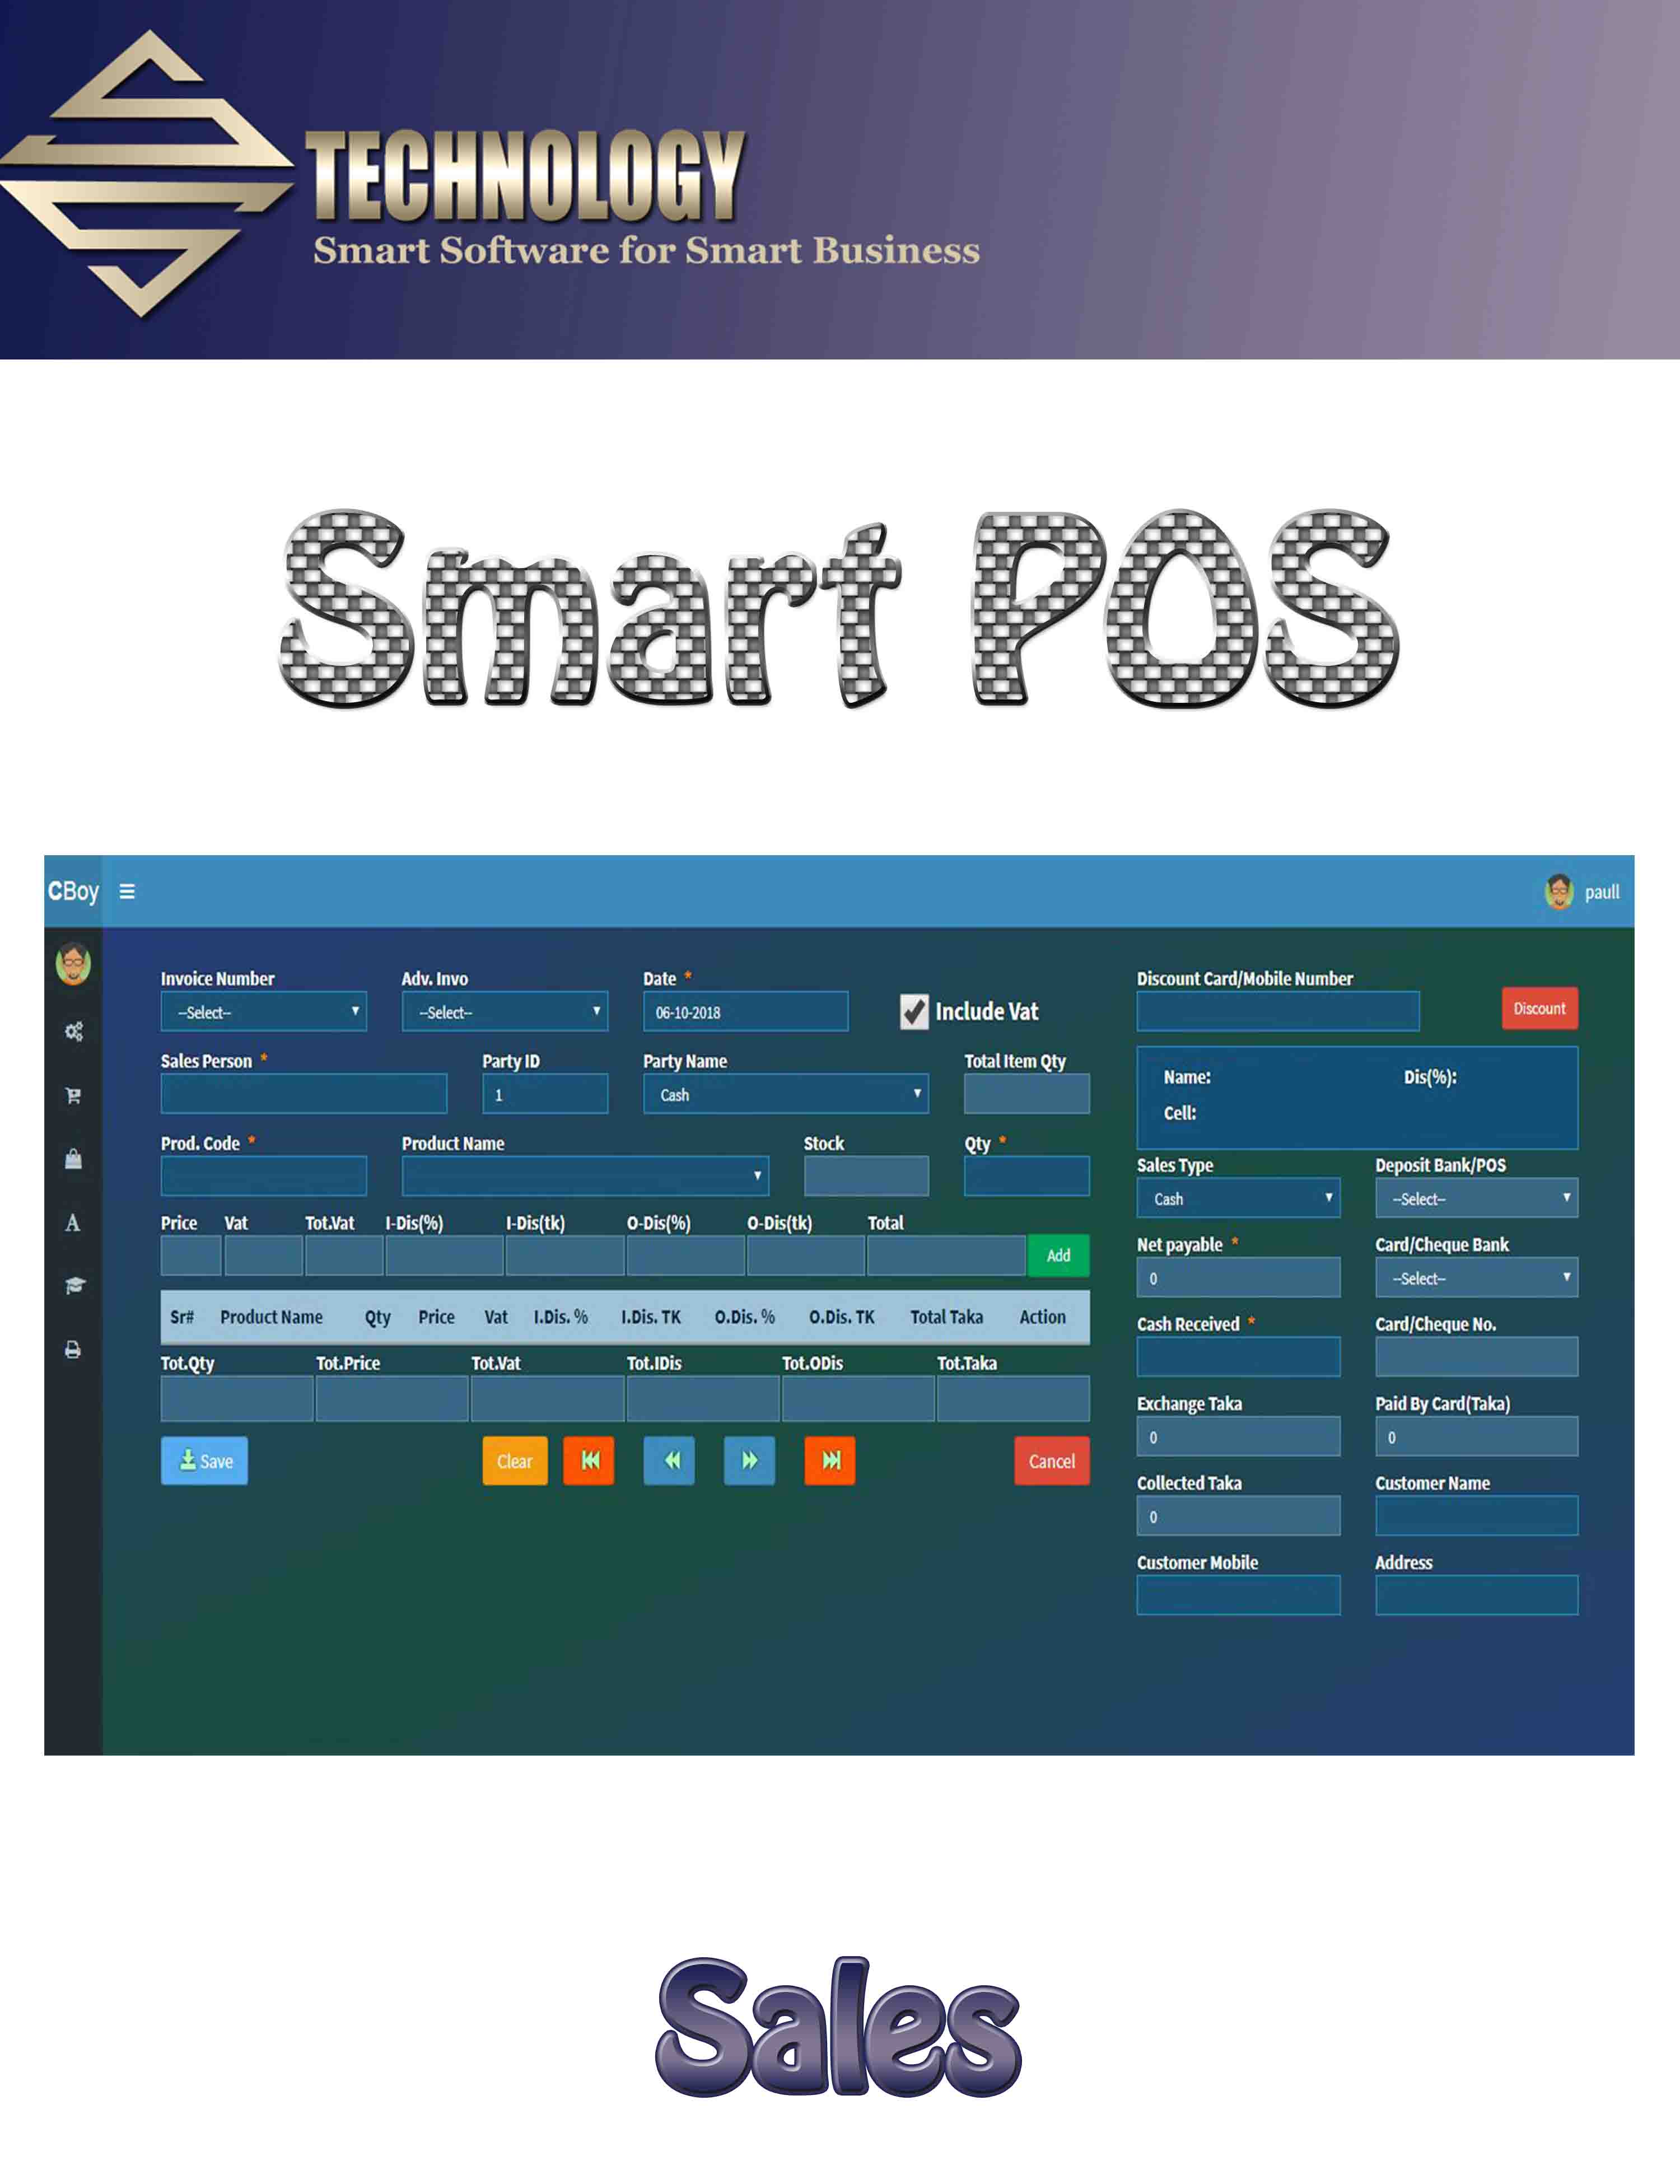 TECHNOLOGY
Smart Software for Smart Business
Smart POS
CBoy
paull
Invoice Number Adv. Invo Date *
--Select-- --Select-- 06-10-2018 Include Vat
Sales Person * Party ID Party Name Total Item Qty
1 Cash
Prod. Code * Product Name Stock Qty *
Price Vat Tot.Vat I-Dis(%) I-Dis(tk) O-Dis(%) O-Dis(tk) Total
Add
Sr# Product Name Qty Price Vat I.Dis. % I.Dis. TK O.Dis. % O.Dis. TK Total Taka Action
Tot.Qty Tot.Price Tot.Vat Tot.IDis Tot.ODis Tot.Taka
Save Clear Cancel
Discount Card/Mobile Number
Discount
Name: Dis(%):
Cell:
Sales Type Deposit Bank/POS
Cash --Select--
Net payable * Card/Cheque Bank
0 --Select--
Cash Received * Card/Cheque No.
Exchange Taka Paid By Card(Taka)
0 0
Collected Taka Customer Name
0
Customer Mobile Address
A
Sales